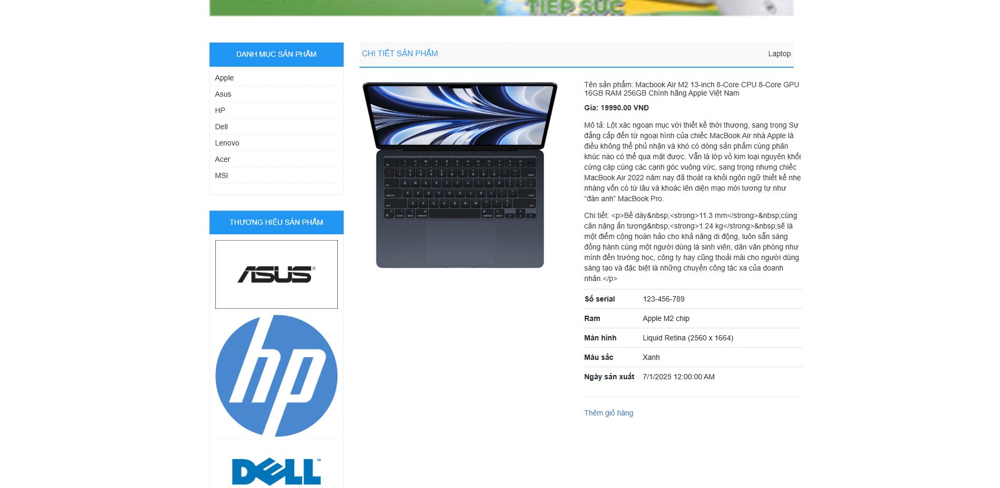 TIẾP SỨC
DANH MỤC SẢN PHẨM
Apple
Asus
HP
Dell
Lenovo
Acer
MSI
THƯƠNG HIỆU SẢN PHẨM
ASUS®
hp
DELL™
CHI TIẾT SẢN PHẨM
Laptop
Tên sản phẩm: Macbook Air M2 13-inch 8-Core CPU 8-Core GPU
16GB RAM 256GB Chính hãng Apple Việt Nam
Gía: 19990.00 VNĐ
Mô tả: Lột xác ngoạn mục với thiết kế thời thượng, sang trọng Sự
đẳng cấp đến từ ngoại hình của chiếc MacBook Air nhà Apple là
điều không thể phủ nhận và khó có dòng sản phẩm cùng phân
khúc nào có thể qua mặt được. Vẫn là lớp vỏ kim loại nguyên khối
cứng cáp cùng các cạnh góc vuông vức, sang trọng nhưng chiếc
MacBook Air 2022 năm nay đã thoát ra khỏi ngôn ngữ thiết kế nhẹ
nhàng vốn có từ lâu và khoác lên diện mạo mới tương tự như
“đàn anh” MacBook Pro.
Chi tiết: <p>Bề dày&nbsp;<strong>11.3 mm</strong>&nbsp;cùng
cân nặng ấn tượng&nbsp;<strong>1.24 kg</strong>&nbsp;sẽ là
một điểm cộng hoàn hảo cho khả năng di động, luôn sẵn sàng
đồng hành cùng một người dùng là sinh viên, dân văn phòng như
mình đến trường học, công ty hay cũng thoải mái cho người dùng
sáng tạo và đặc biệt là những chuyến công tác xa của doanh
nhân.</p>
Số serial 123-456-789
Ram Apple M2 chip
Màn hình Liquid Retina (2560 x 1664)
Màu sắc Xanh
Ngày sản xuất 7/1/2025 12:00:00 AM
Thêm giỏ hàng